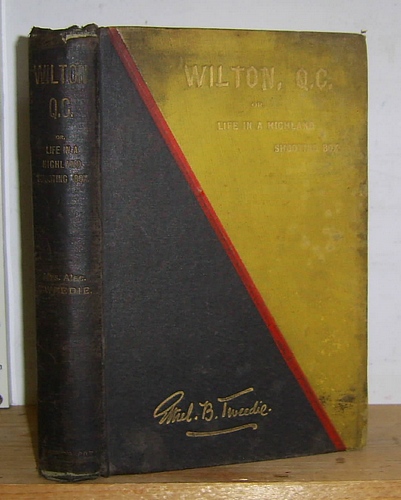 WILTON
Q.C.
OR,
LIFE IN A
HIGHLAND
SHOOTING BOX
Mrs. Alec
TWEEDIE.
WILTON, Q.C.
OR
LIFE IN A HIGHLAND
SHOOTING BOX
Ethel. B. Tweedie.